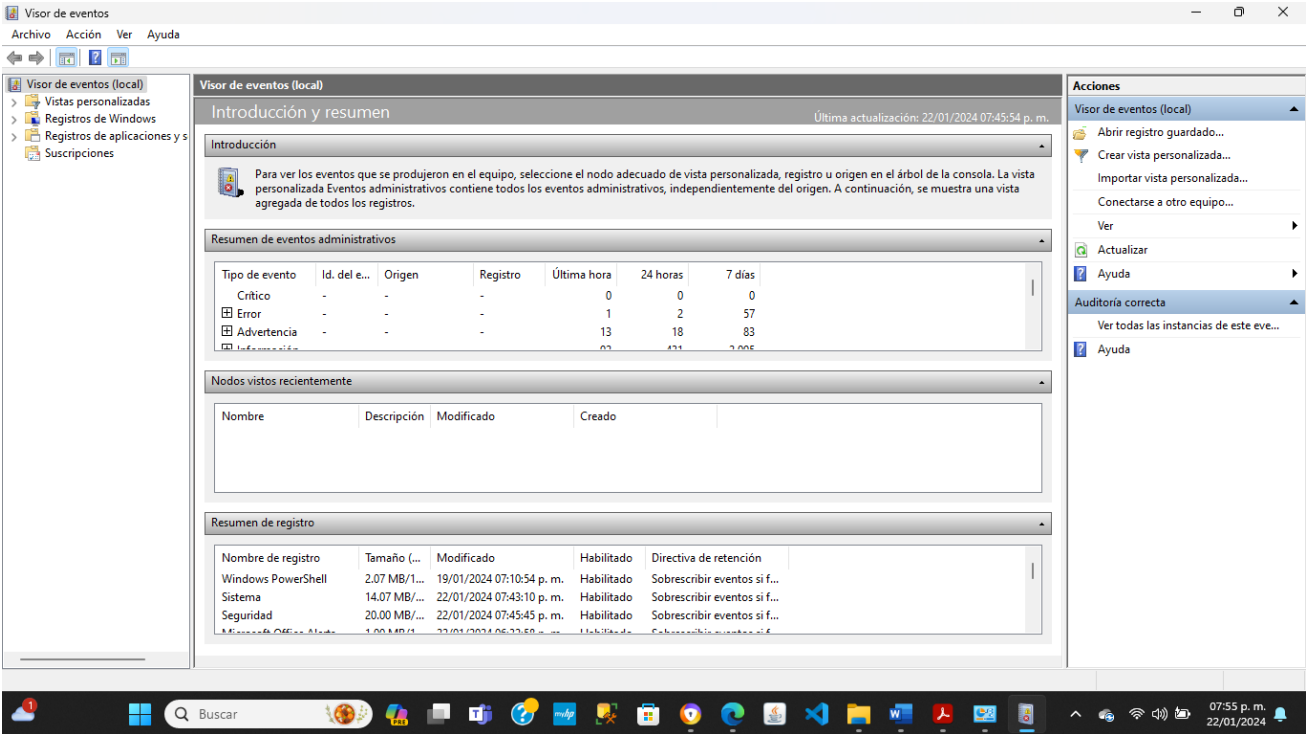 Visor de eventos
Archivo Acción Ver Ayuda
Visor de eventos (local)
Vistas personalizadas
Registros de Windows
Registros de aplicaciones y s
Suscripciones
Visor de eventos (local)
Introducción y resumen
Última actualización: 22/01/2024 07:45:54 p. m.
Introducción
Para ver los eventos que se produjeron en el equipo, seleccione el nodo adecuado de vista personalizada, registro u origen en el árbol de la consola. La vista
personalizada Eventos administrativos contiene todos los eventos administrativos, independientemente del origen. A continuación, se muestra una vista
agregada de todos los registros.
Resumen de eventos administrativos
Tipo de evento Id. del e... Origen Registro Última hora 24 horas 7 días
Crítico - - - 0 0 0
Error - - - 1 2 57
Advertencia - - - 13 18 83
Nodos vistos recientemente
Nombre Descripción Modificado Creado
Resumen de registro
Nombre de registro Tamaño (... Modificado Habilitado Directiva de retención
Windows PowerShell 2.07 MB/1... 19/01/2024 07:10:54 p. m. Habilitado Sobrescribir eventos si f...
Sistema 14.07 MB/... 22/01/2024 07:43:10 p. m. Habilitado Sobrescribir eventos si f...
Seguridad 20.00 MB/... 22/01/2024 07:45:45 p. m. Habilitado Sobrescribir eventos si f...
Acciones
Visor de eventos (local)
Abrir registro guardado...
Crear vista personalizada...
Importar vista personalizada...
Conectarse a otro equipo...
Ver
Actualizar
Ayuda
Auditoría correcta
Ver todas las instancias de este eve...
Ayuda
1
Buscar
PRE
myhp
07:55 p. m.
22/01/2024